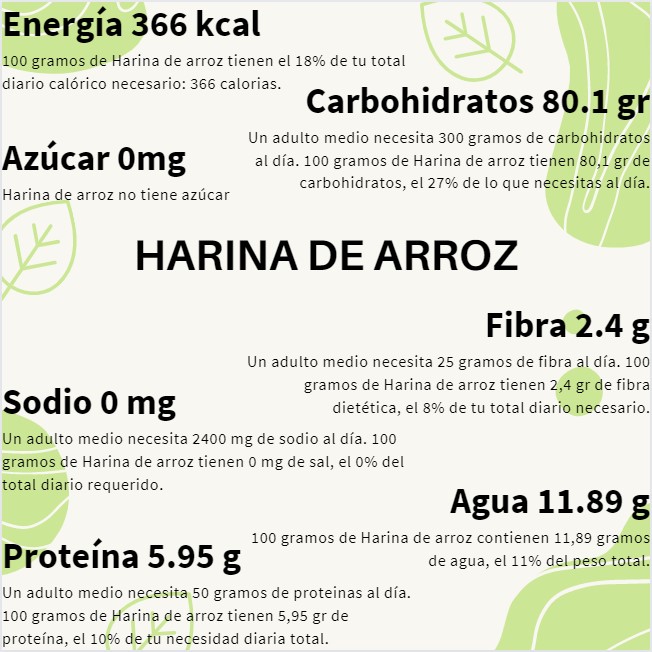 Energía 366 kcal
100 gramos de Harina de arroz tienen el 18% de tu total
diario calórico necesario: 366 calorias.
Carbohidratos 80.1 gr
Un adulto medio necesita 300 gramos de carbohidratos
al día. 100 gramos de Harina de arroz tienen 80,1 gr de
carbohidratos, el 27% de lo que necesitas al día.
Azúcar 0mg
Harina de arroz no tiene azúcar
HARINA DE ARROZ
Fibra 2.4 g
Un adulto medio necesita 25 gramos de fibra al día. 100
gramos de Harina de arroz tienen 2,4 gr de fibra
dietética, el 8% de tu total diario necesario.
Sodio 0 mg
Un adulto medio necesita 2400 mg de sodio al día. 100
gramos de Harina de arroz tienen 0 mg de sal, el 0% del
total diario requerido.
Agua 11.89 g
100 gramos de Harina de arroz contienen 11,89 gramos
de agua, el 11% del peso total.
Proteína 5.95 g
Un adulto medio necesita 50 gramos de proteinas al día.
100 gramos de Harina de arroz tienen 5,95 gr de
proteína, el 10% de tu necesidad diaria total.